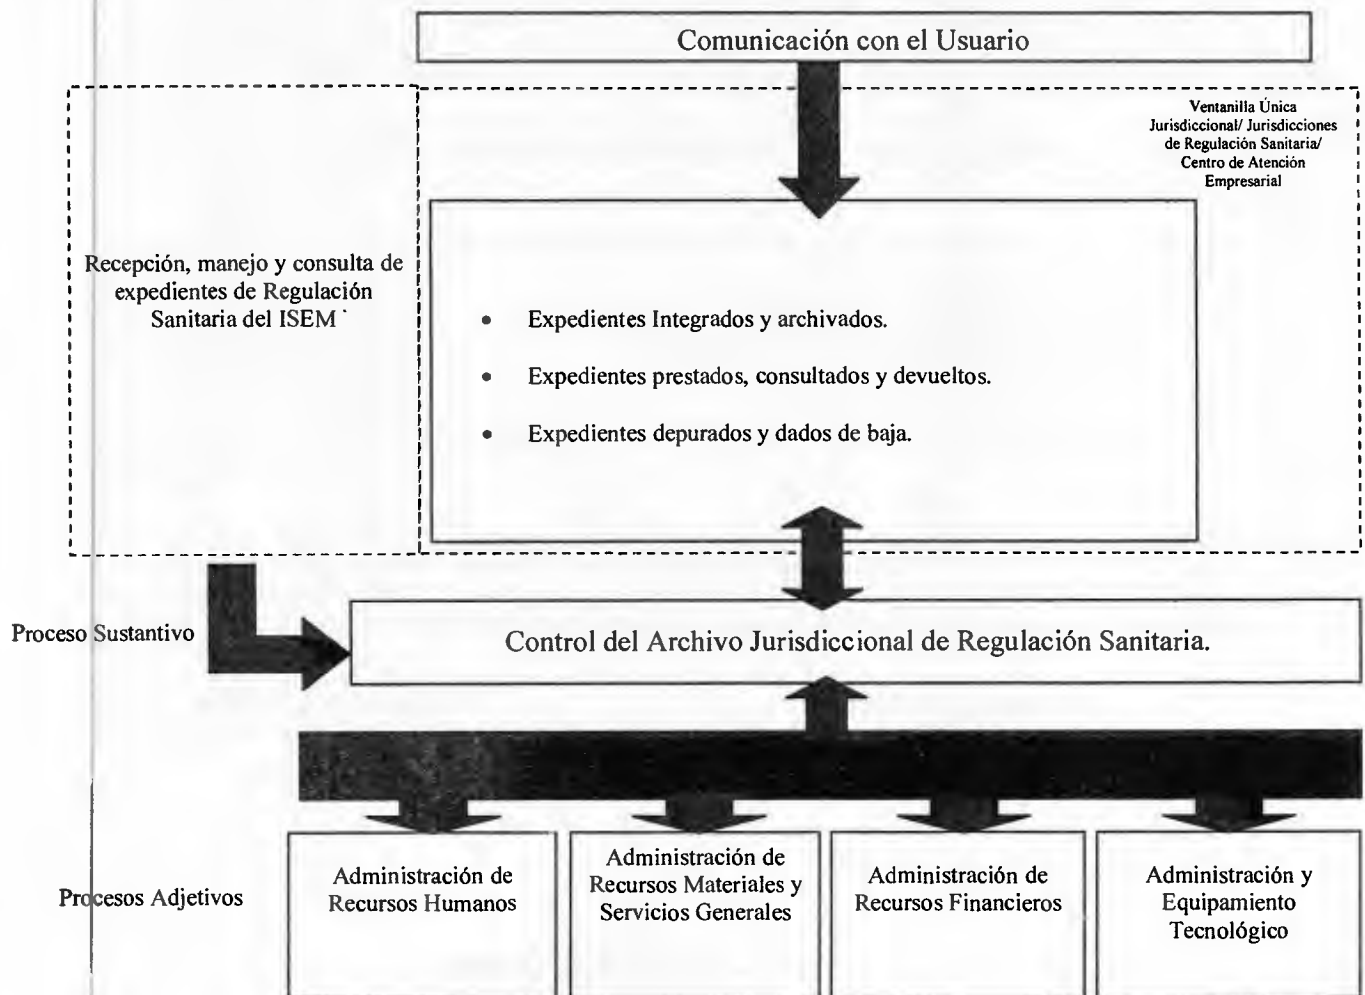 Comunicación con el Usuario
Ventanilla Única
Jurisdiccional/ Jurisdicciones
de Regulación Sanitaria/
Centro de Atención
Empresarial
Recepción, manejo y consulta de
expedientes de Regulación
Sanitaria del ISEM
• Expedientes Integrados y archivados.
• Expedientes prestados, consultados y devueltos.
• Expedientes depurados y dados de baja.
Proceso Sustantivo
Control del Archivo Jurisdiccional de Regulación Sanitaria.
Procesos Adjetivos
Administración de
Recursos Humanos
Administración de
Recursos Materiales y
Servicios Generales
Administración de
Recursos Financieros
Administración y
Equipamiento
Tecnológico